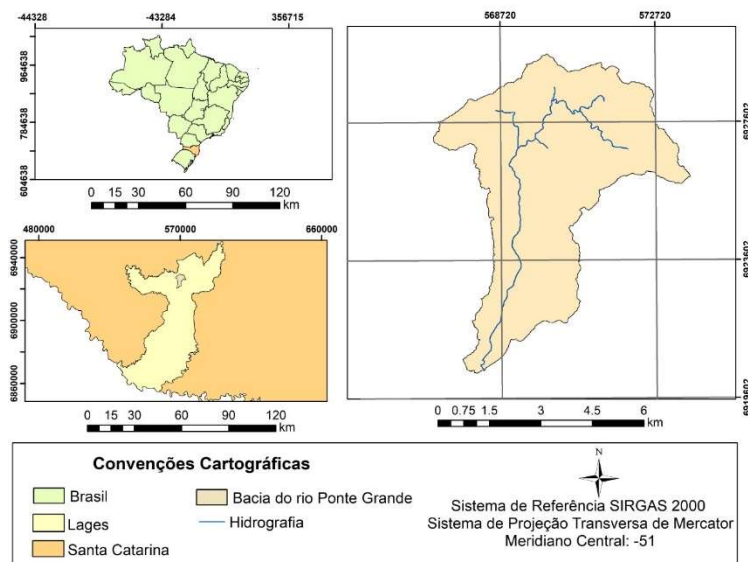 -44328 -43284 356715
964638
784638
604638
0 15 30 60 90 120
km
480000 570000 660000
6940000
6900000
6860000
0 15 30 60 90 120
km
568720 572720
6927602
6923602
6919602
0 0.75 1.5 3 4.5 6
km
Convenções Cartográficas
Brasil
Lages
Santa Catarina
Bacia do rio Ponte Grande
Hidrografia
N
Sistema de Referência SIRGAS 2000
Sistema de Projeção Transversa de Mercator
Meridiano Central: -51